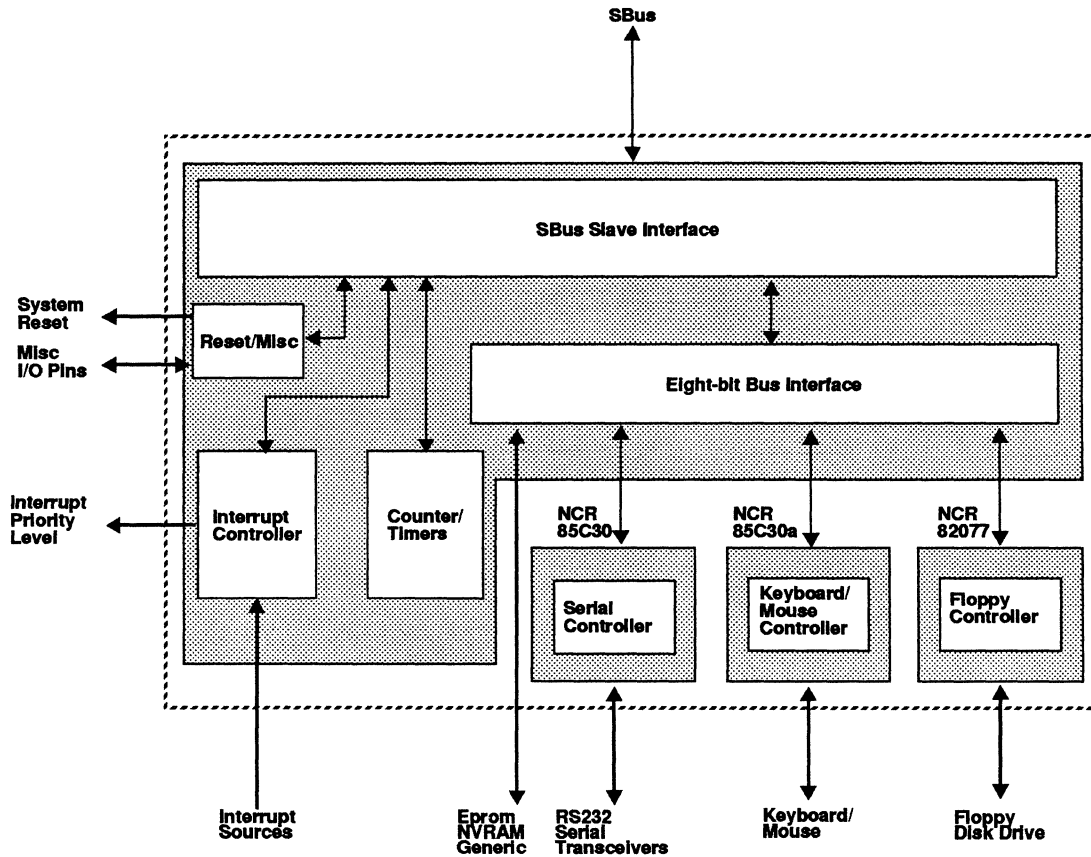 SBus
SBus Slave Interface
System
Reset
Reset/Misc
Misc
I/O Pins
Eight-bit Bus Interface
Interrupt
Priority
Level
Interrupt
Controller
Counter/
Timers
NCR
85C30
NCR
85C30a
NCR
82077
Serial
Controller
Keyboard/
Mouse
Controller
Floppy
Controller
Interrupt
Sources
Eprom
NVRAM
Generic
RS232
Serial
Transceivers
Keyboard/
Mouse
Floppy
Disk Drive